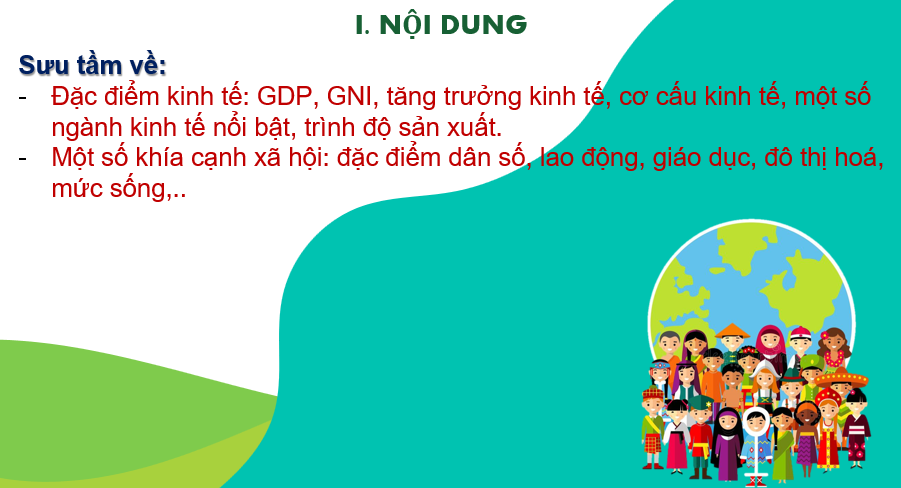 I. NỘI DUNG
Sưu tầm về:
- Đặc điểm kinh tế: GDP, GNI, tăng trưởng kinh tế, cơ cấu kinh tế, một số
ngành kinh tế nổi bật, trình độ sản xuất.
- Một số khía cạnh xã hội: đặc điểm dân số, lao động, giáo dục, đô thị hoá,
mức sống,..